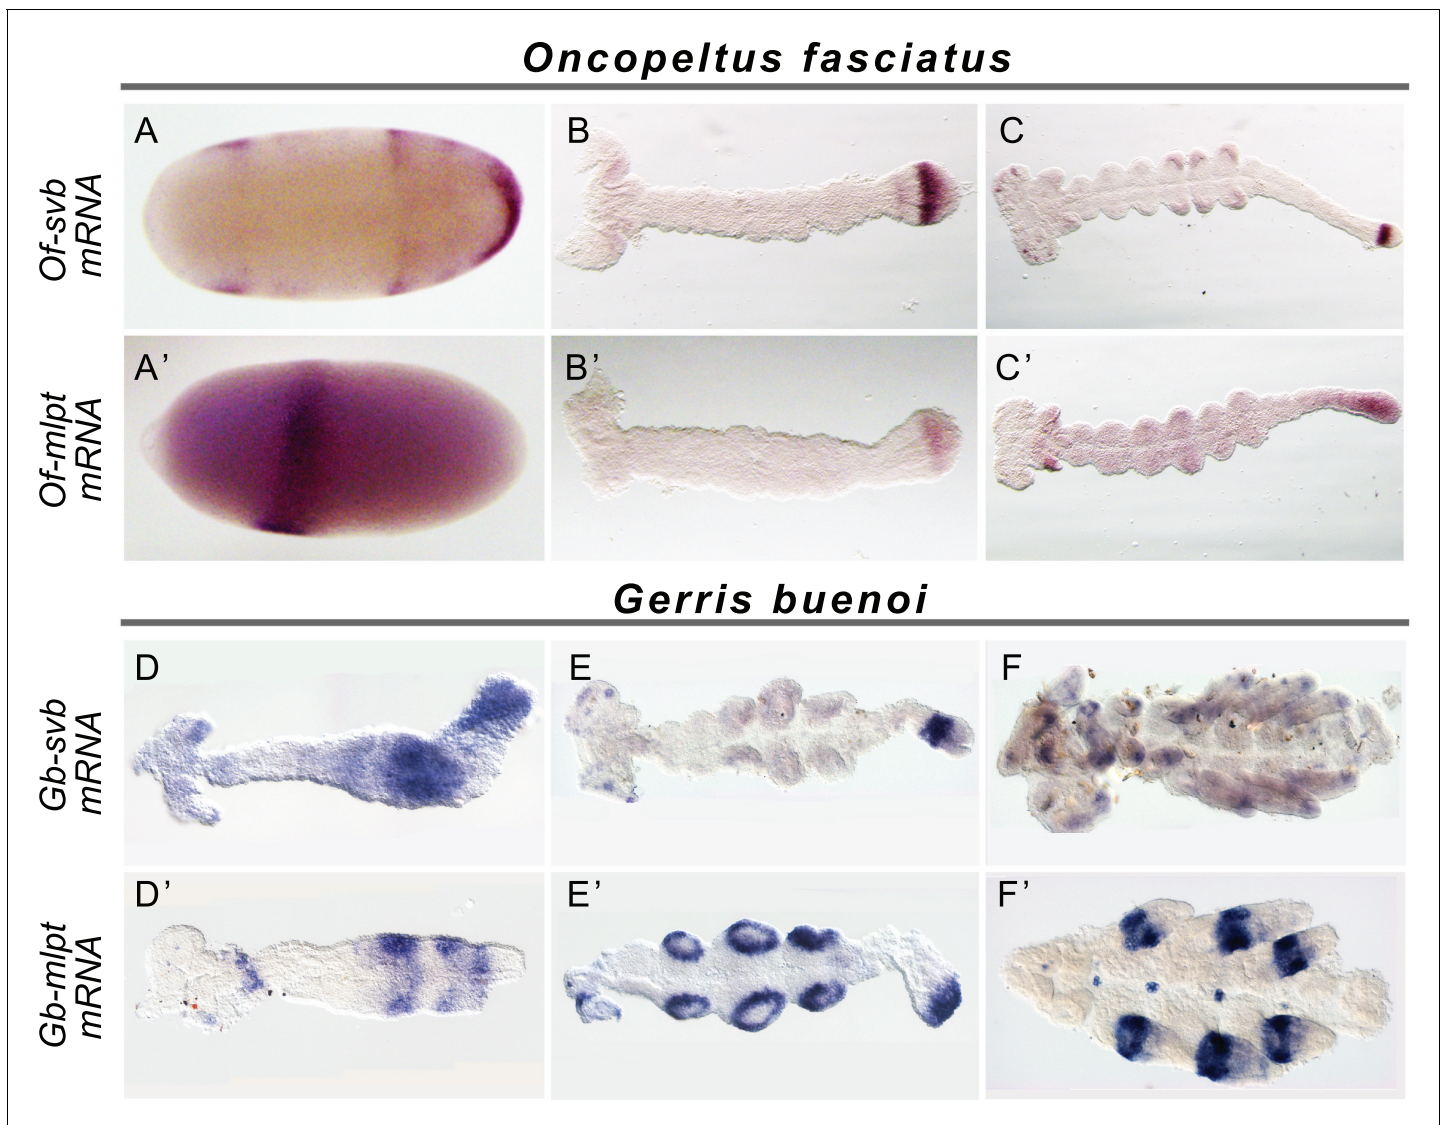 Oncopeltus fasciatus
Of-svb
mRNA
A
B
C
Of-mlpt
mRNA
A’
B’
C’
Gerris buenoi
Gb-svb
mRNA
D
E
F
Gb-mlpt
mRNA
D’
E’
F’